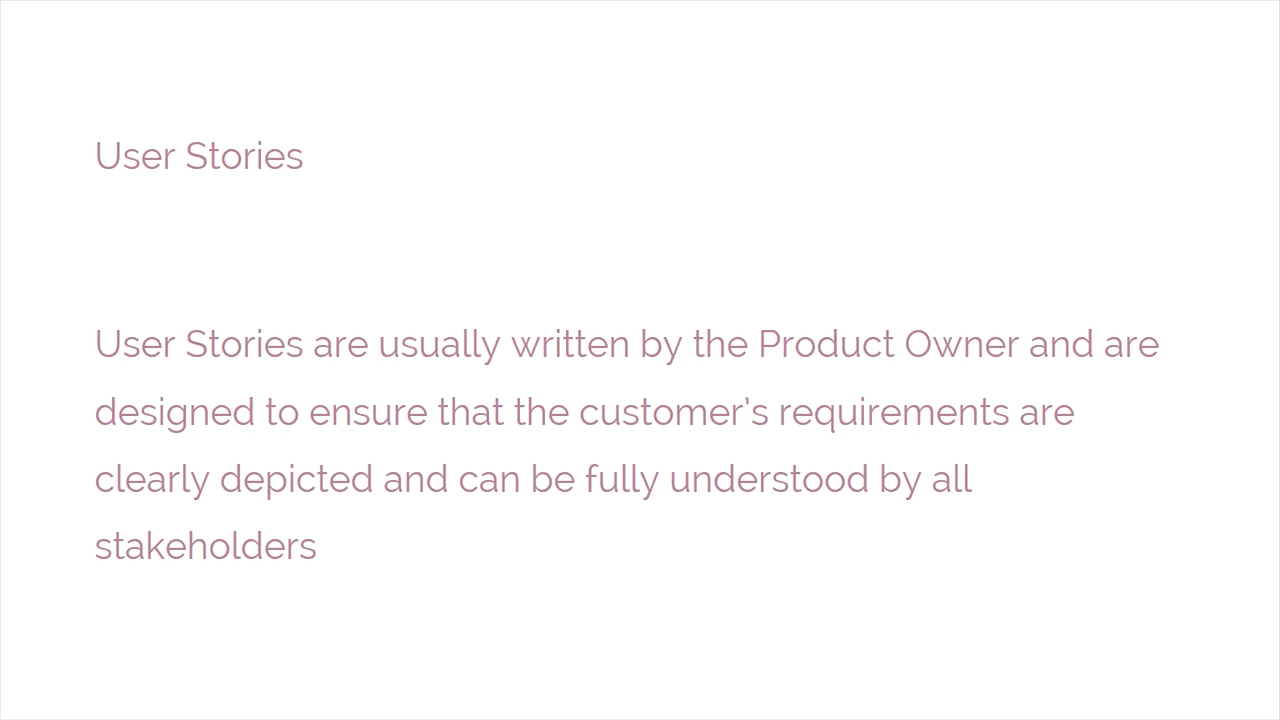 User Stories
User Stories are usually written by the Product Owner and are
designed to ensure that the customer’s requirements are
clearly depicted and can be fully understood by all
stakeholders